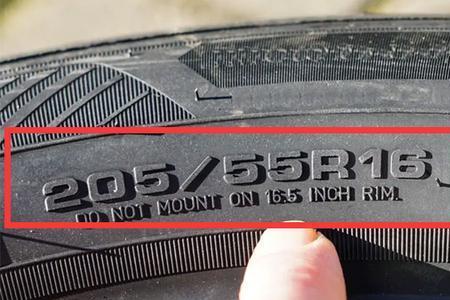 205/55R16
DO NOT MOUNT ON 16.5 INCH RIM.